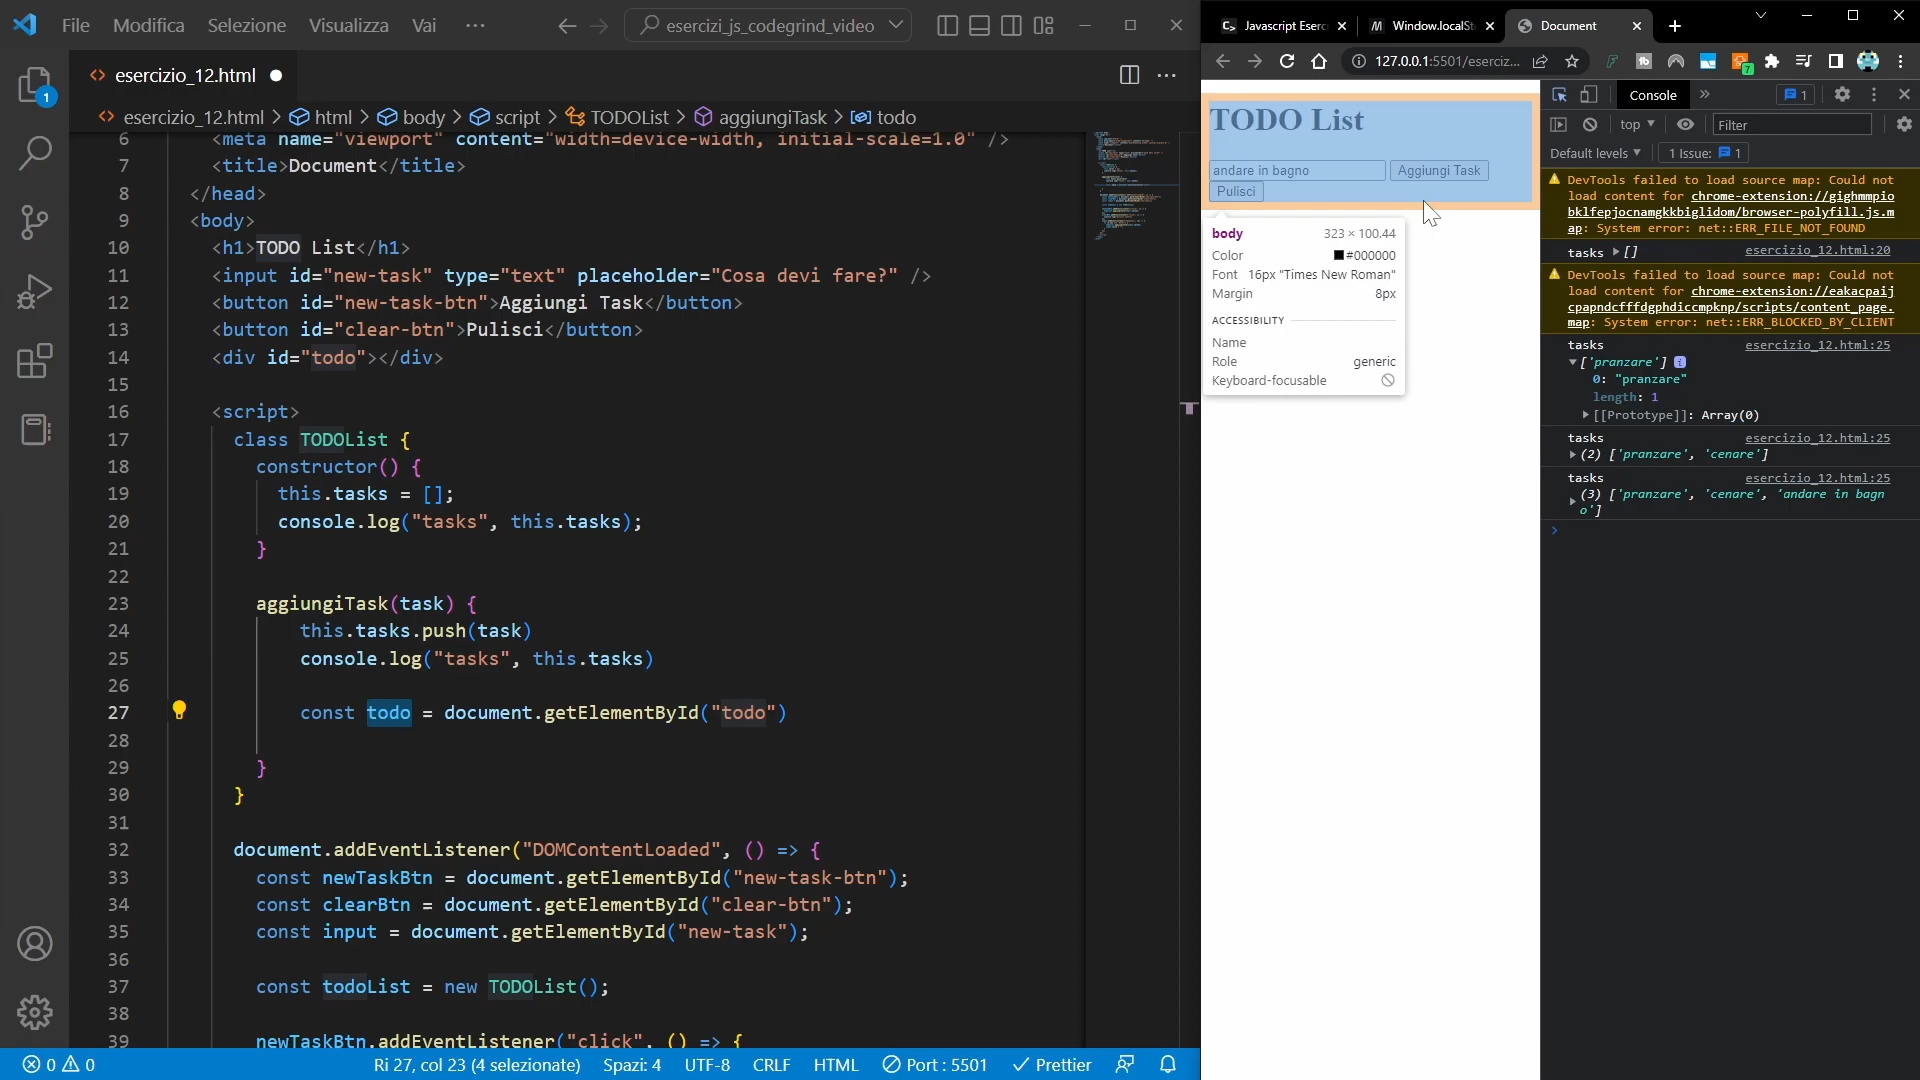 File Modifica Selezione Visualizza Vai ··· esercizi_js_codegrind_video
esercizio_12.html
esercizio_12.html > html > body > script > TODOList > aggiungiTask > todo
6 <meta name="viewport" content="width=device-width, initial-scale=1.0" />
7 <title>Document</title>
8 </head>
9 <body>
10 <h1>TODO List</h1>
11 <input id="new-task" type="text" placeholder="Cosa devi fare?" />
12 <button id="new-task-btn">Aggiungi Task</button>
13 <button id="clear-btn">Pulisci</button>
14 <div id="todo"></div>
15
16 <script>
17 class TODOList {
18 constructor() {
19 this.tasks = [];
20 console.log("tasks", this.tasks);
21 }
22
23 aggiungiTask(task) {
24 this.tasks.push(task)
25 console.log("tasks", this.tasks)
26
27 const todo = document.getElementById("todo")
28
29 }
30 }
31
32 document.addEventListener("DOMContentLoaded", () => {
33 const newTaskBtn = document.getElementById("new-task-btn");
34 const clearBtn = document.getElementById("clear-btn");
35 const input = document.getElementById("new-task");
36
37 const todoList = new TODOList();
38
39 newTaskBtn.addEventListener("click", () => {
1
0 0 Ri 27, col 23 (4 selezionate) Spazi: 4 UTF-8 CRLF HTML Port : 5501 Prettier
Javascript Eserc Window.localSt Document
127.0.0.1:5501/eserciz...
7
TODO List
andare in bagno Aggiungi Task
Pulisci
body 323 × 100.44
Color #000000
Font 16px "Times New Roman"
Margin 8px
ACCESSIBILITY
Name
Role generic
Keyboard-focusable
Console » 1
top Filter
Default levels 1 Issue: 1
DevTools failed to load source map: Could not
load content for chrome-extension://gighmmpio
bklfepjocnamgkkbiglidom/browser-polyfill.js.m
ap: System error: net::ERR_FILE_NOT_FOUND
tasks [] esercizio_12.html:20
DevTools failed to load source map: Could not
load content for chrome-extension://eakacpaij
cpapndcfffdgphdiccmpknp/scripts/content_page.
map: System error: net::ERR_BLOCKED_BY_CLIENT
tasks esercizio_12.html:25
['pranzare'] i
0: "pranzare"
length: 1
[[Prototype]]: Array(0)
tasks esercizio_12.html:25
(2) ['pranzare', 'cenare']
tasks esercizio_12.html:25
(3) ['pranzare', 'cenare', 'andare in bagn
o']